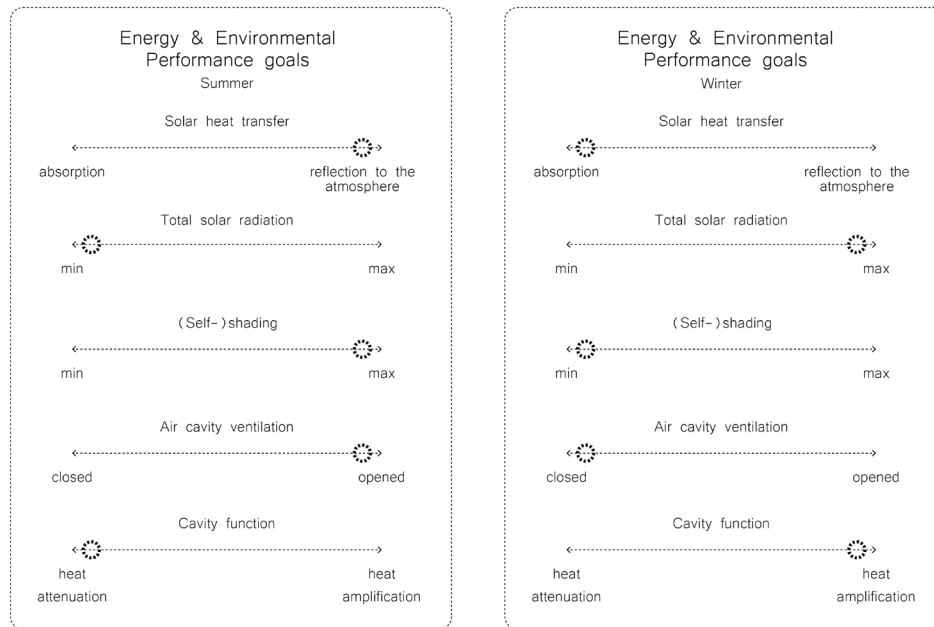 Energy & Environmental
Performance goals
Summer
Solar heat transfer
absorption
reflection to the
atmosphere
Total solar radiation
min
max
(Self-)shading
min
max
Air cavity ventilation
closed
opened
Cavity function
heat
attenuation
heat
amplification
Energy & Environmental
Performance goals
Winter
Solar heat transfer
absorption
reflection to the
atmosphere
Total solar radiation
min
max
(Self-)shading
min
max
Air cavity ventilation
closed
opened
Cavity function
heat
attenuation
heat
amplification